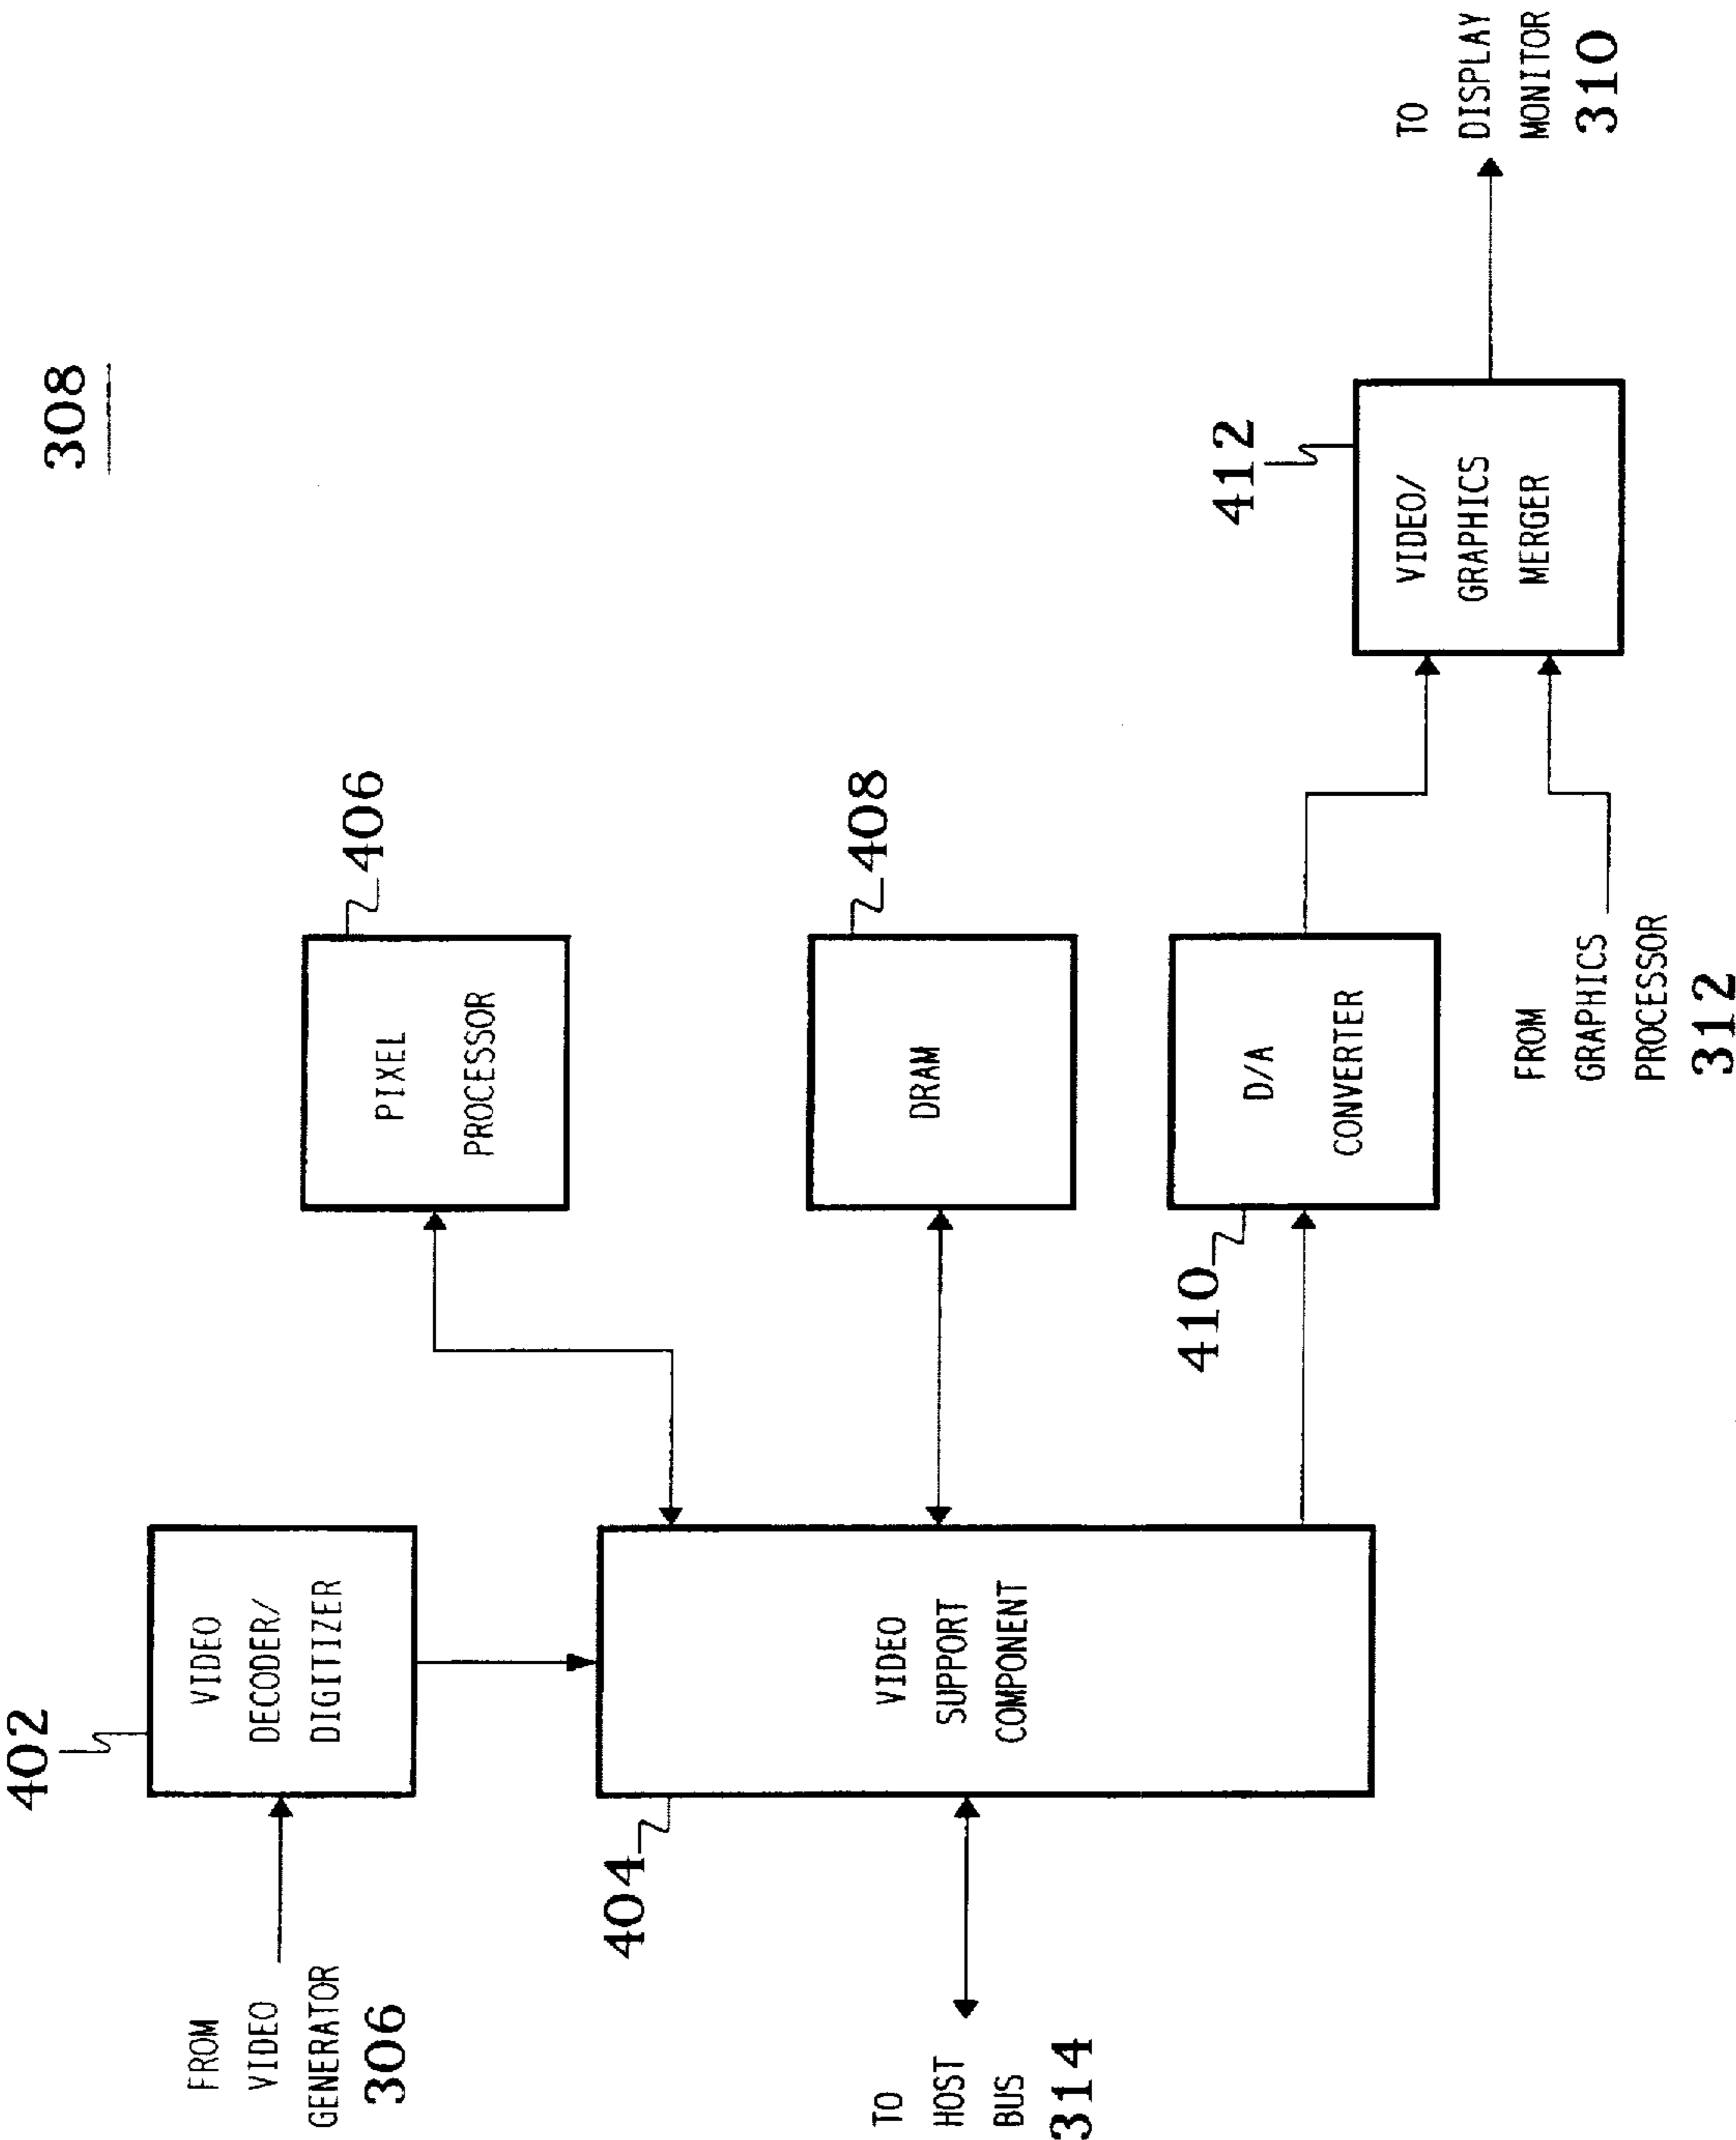 308
402
VIDEO
DECODER/
DIGITIZER
FROM
VIDEO
GENERATOR
306
406
PIXEL
PROCESSOR
404
VIDEO
SUPPORT
COMPONENT
TO
HOST
BUS
314
408
DRAM
410
D/A
CONVERTER
412
VIDEO/
GRAPHICS
MERGER
FROM
GRAPHICS
PROCESSOR
312
TO
DISPLAY
MONITOR
310